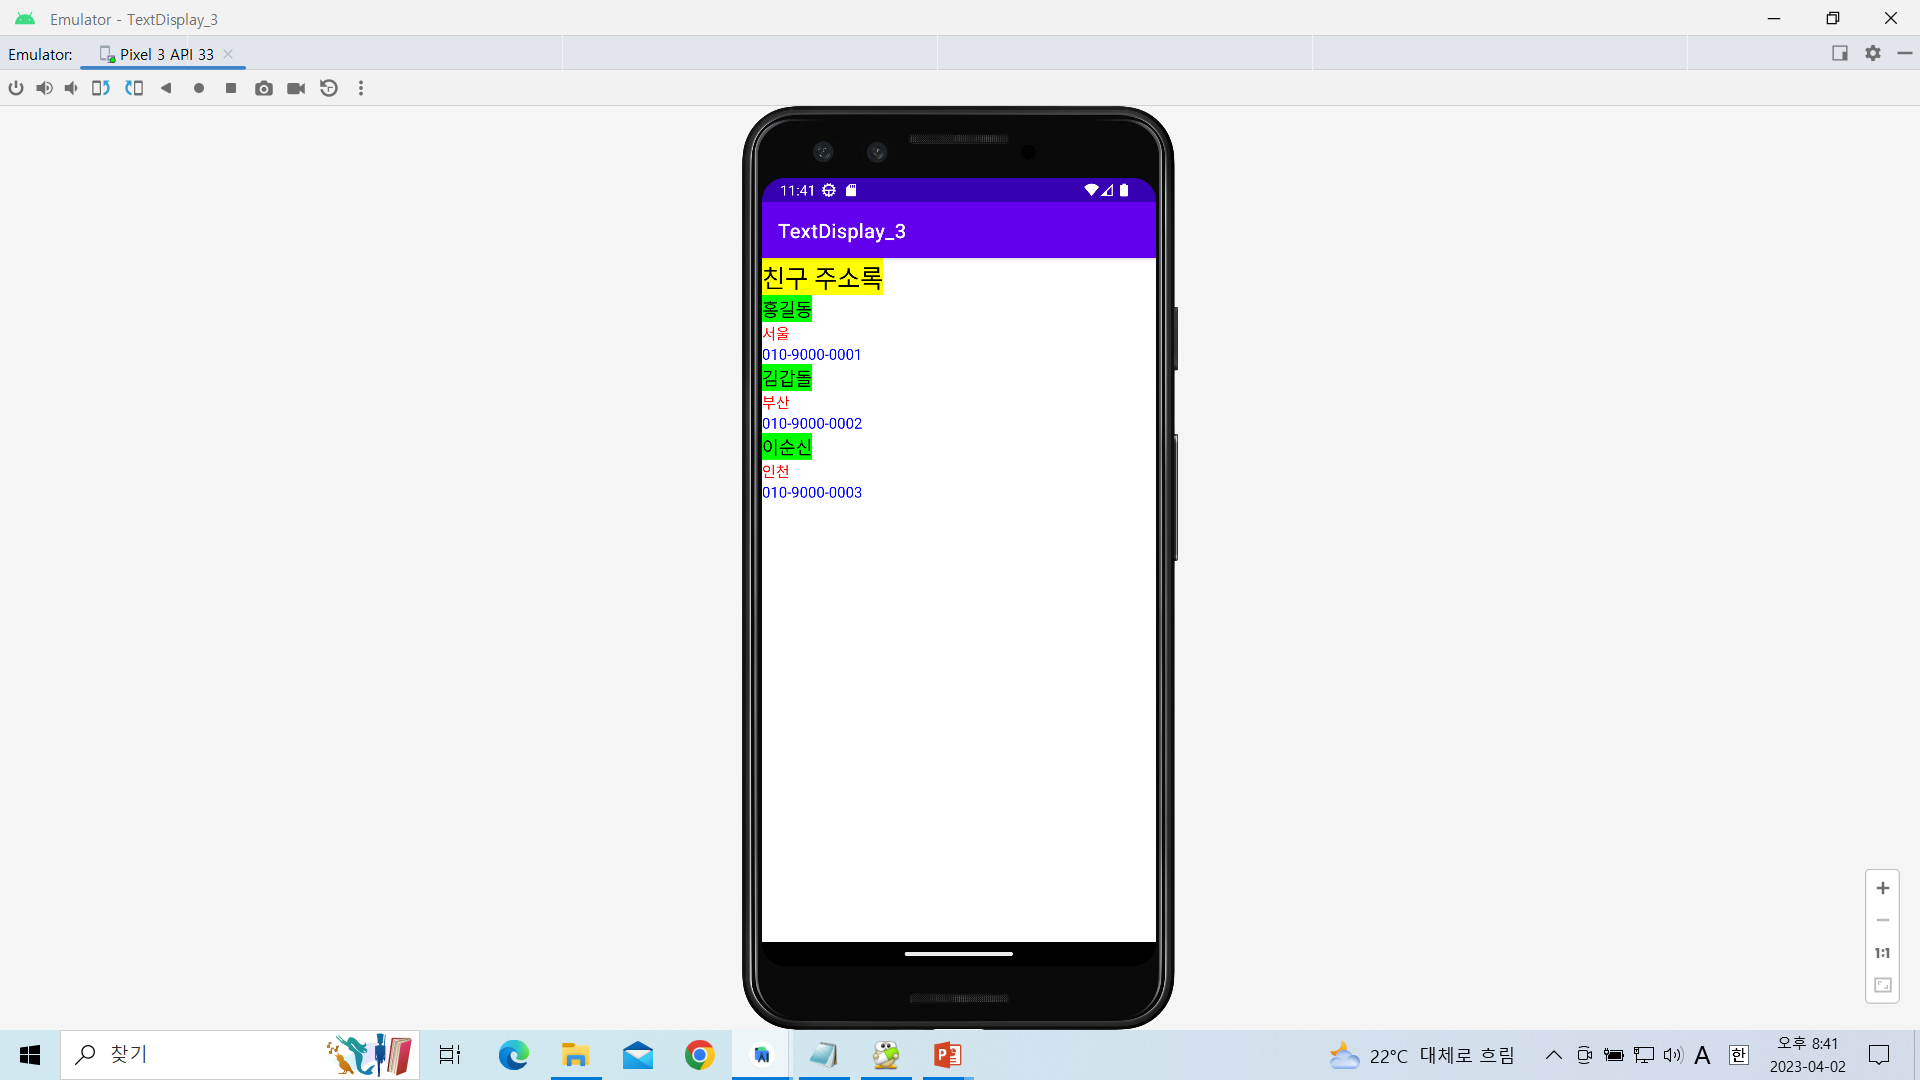 Emulator - TextDisplay_3
Emulator: Pixel 3 API 33
11:41
TextDisplay_3
친구 주소록
홍길동
서울
010-9000-0001
김갑돌
부산
010-9000-0002
이순신
인천
010-9000-0003
1:1
찾기
22°C 대체로 흐림
A
한
오후 8:41
2023-04-02